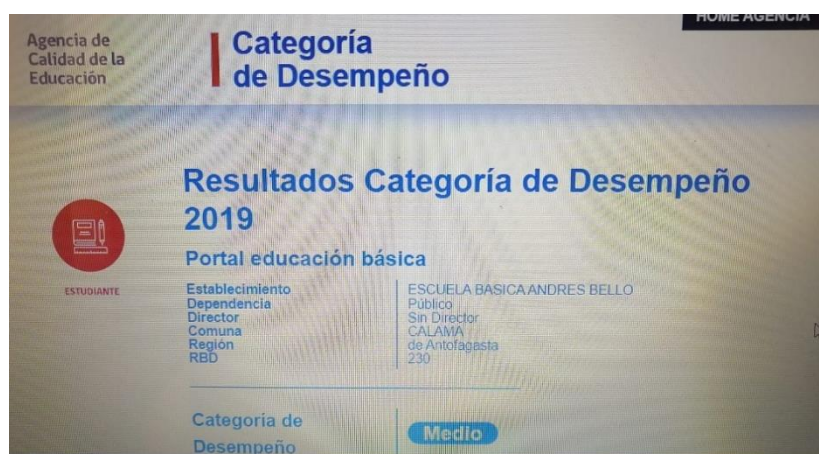 HOME AGENCIA
Agencia de
Calidad de la
Educación
Categoría
de Desempeño
Resultados Categoría de Desempeño
2019
Portal educación básica
ESTUDIANTE
Establecimiento ESCUELA BASICA ANDRES BELLO
Dependencia Público
Director Sin Director
Comuna CALAMA
Región de Antofagasta
RBD 230
Categoría de
Desempeño
Medio